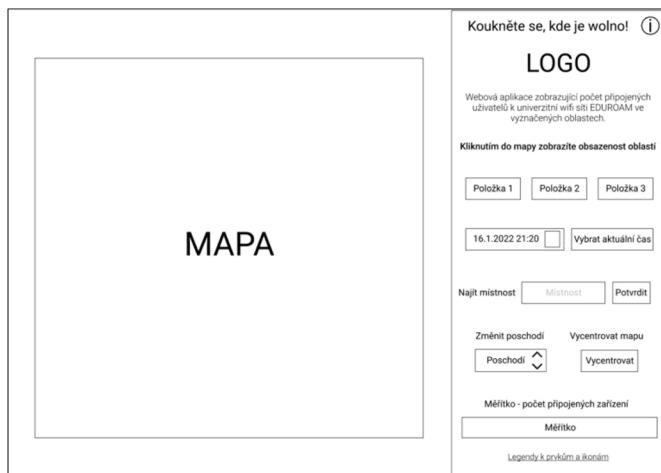 Koukněte se, kde je wolno!
LOGO
Webová aplikace zobrazující počet připojených
uživatelů k univerzitní wifi síti EDUROAM ve
vyznačených oblastech.
Kliknutím do mapy zobrazíte obsazenost oblastí
Položka 1 Položka 2 Položka 3
MAPA
16.1.2022 21:20 Vybrat aktuální čas
Najít místnost Místnost Potvrdit
Změnit poschodí Vycentrovat mapu
Poschodí Vycentrovat
Měřítko - počet připojených zařízení
Měřítko
Legendy k prvkům a ikonám